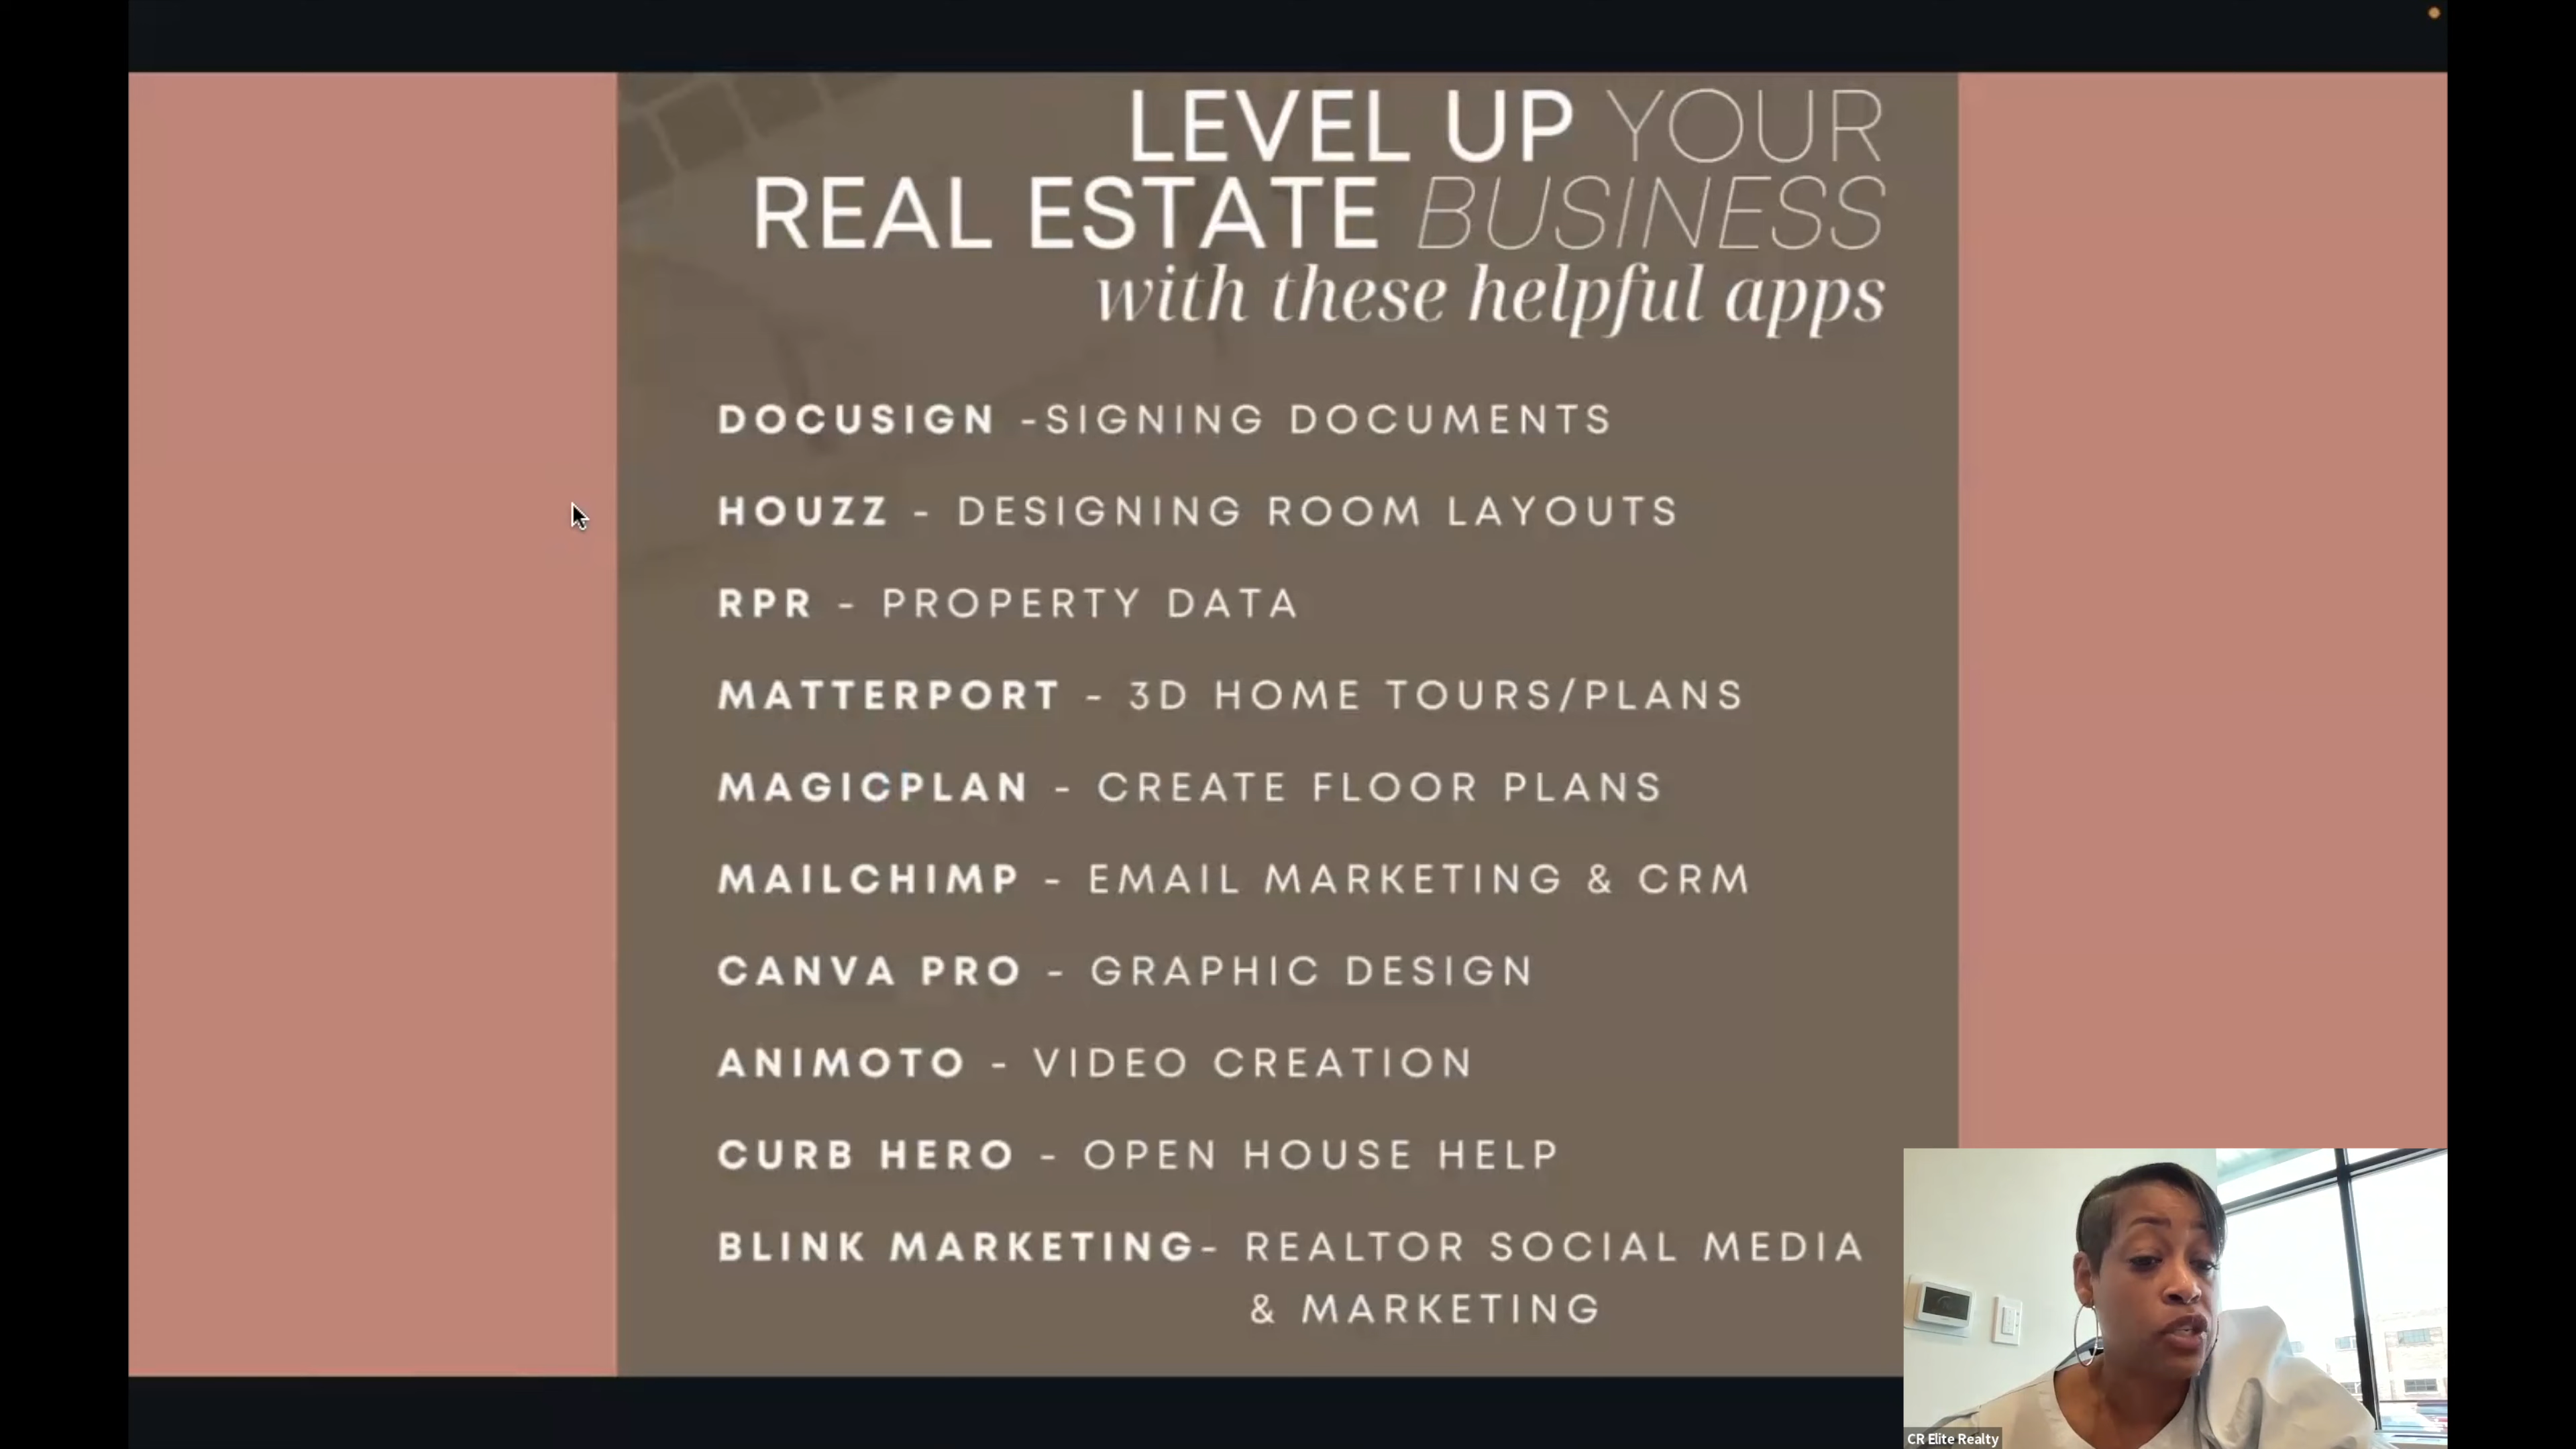 LEVEL UP YOUR
REAL ESTATE BUSINESS
with these helpful apps
DOCUSIGN -SIGNING DOCUMENTS
HOUZZ - DESIGNING ROOM LAYOUTS
RPR - PROPERTY DATA
MATTERPORT - 3D HOME TOURS/PLANS
MAGICPLAN - CREATE FLOOR PLANS
MAILCHIMP - EMAIL MARKETING & CRM
CANVA PRO - GRAPHIC DESIGN
ANIMOTO - VIDEO CREATION
CURB HERO - OPEN HOUSE HELP
BLINK MARKETING- REALTOR SOCIAL MEDIA
& MARKETING
CR Elite Realty